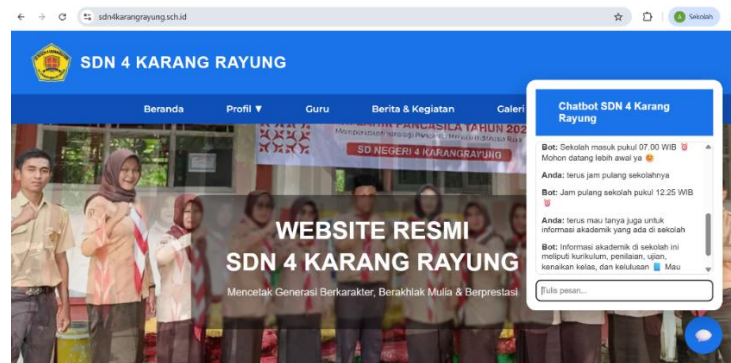 sdn4karangrayung.sch.id
Sekolah
SDN 4 KARANG RAYUNG
Beranda Profil ▼ Guru Berita & Kegiatan Galeri
PANCASILA TAHUN 202
SD NEGERI 4 KARANGRAYUNG
WEBSITE RESMI
SDN 4 KARANG RAYUNG
Mencetak Generasi Berkarakter, Berakhlak Mulia & Berprestasi
Chatbot SDN 4 Karang
Rayung
Bot: Sekolah masuk pukul 07.00 WIB
Mohon datang lebih awal ya
Anda: terus jam pulang sekolahnya
Bot: Jam pulang sekolah pukul 12.25 WIB
Anda: terus mau tanya juga untuk
informasi akademik yang ada di sekolah
Bot: Informasi akademik di sekolah ini
meliputi kurikulum, penilaian, ujian,
kenaikan kelas, dan kelulusan Mau
Tulis pesan...